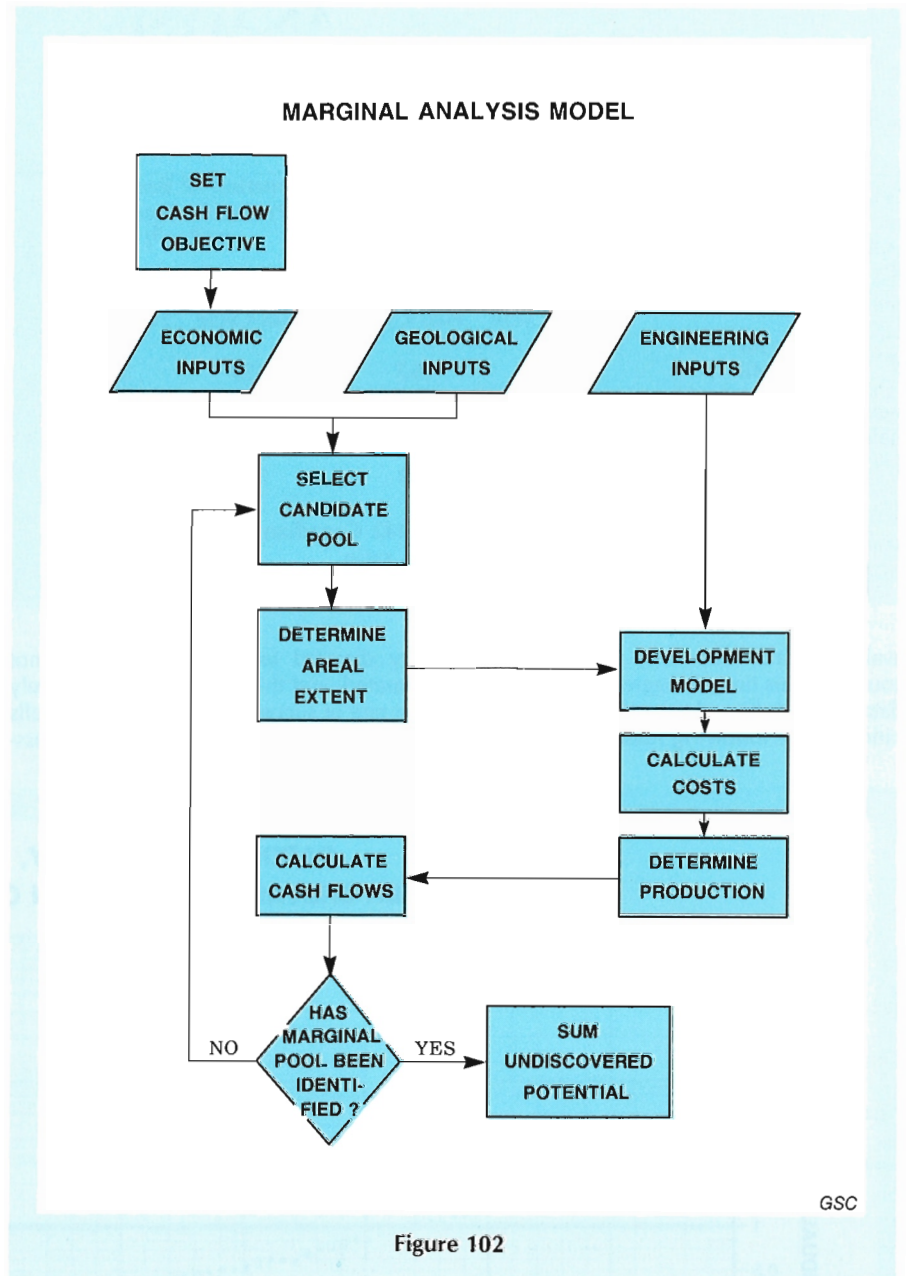 MARGINAL ANALYSIS MODEL
SET
CASH FLOW
OBJECTIVE
ECONOMIC
INPUTS
GEOLOGICAL
INPUTS
ENGINEERING
INPUTS
SELECT
CANDIDATE
POOL
DETERMINE
AREAL
EXTENT
DEVELOPMENT
MODEL
CALCULATE
COSTS
DETERMINE
PRODUCTION
CALCULATE
CASH FLOWS
HAS
MARGINAL
POOL BEEN
IDENTI-
FIED ?
NO
YES
SUM
UNDISCOVERED
POTENTIAL
GSC
Figure 102